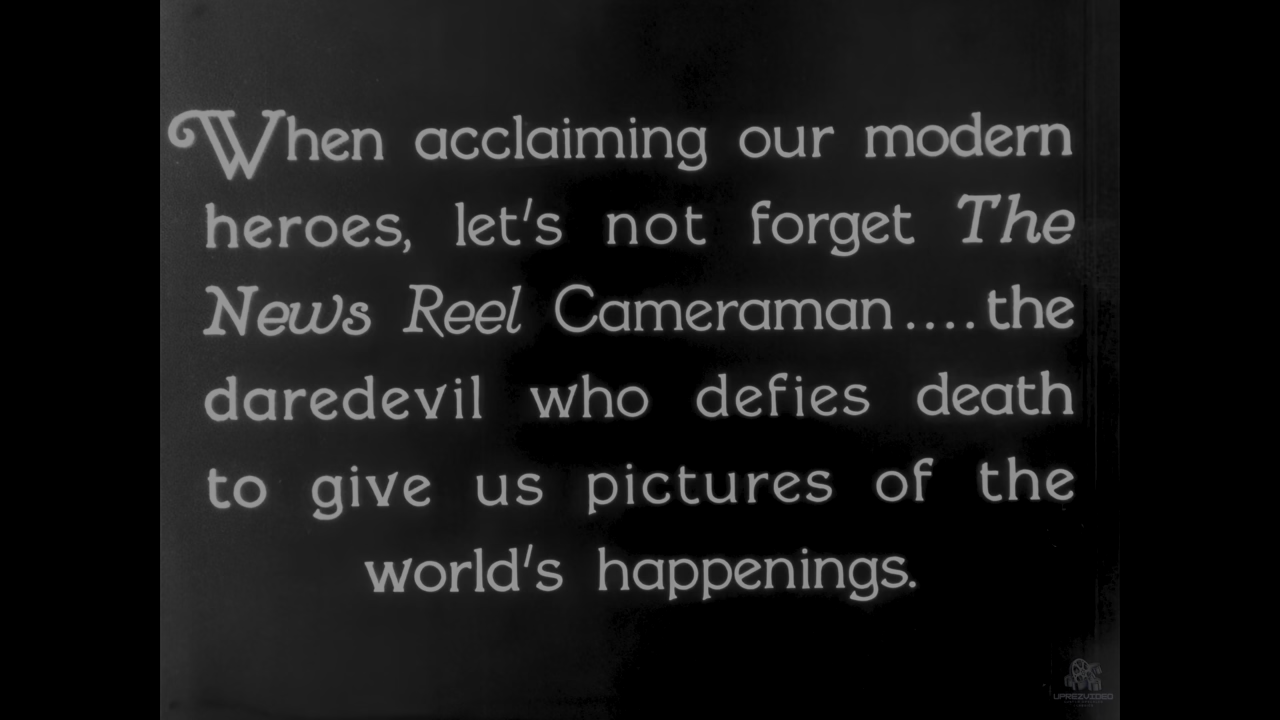 When acclaiming our modern
heroes, let's not forget The
News Reel Cameraman....the
daredevil who defies death
to give us pictures of the
world's happenings.
UPREZVIDEO